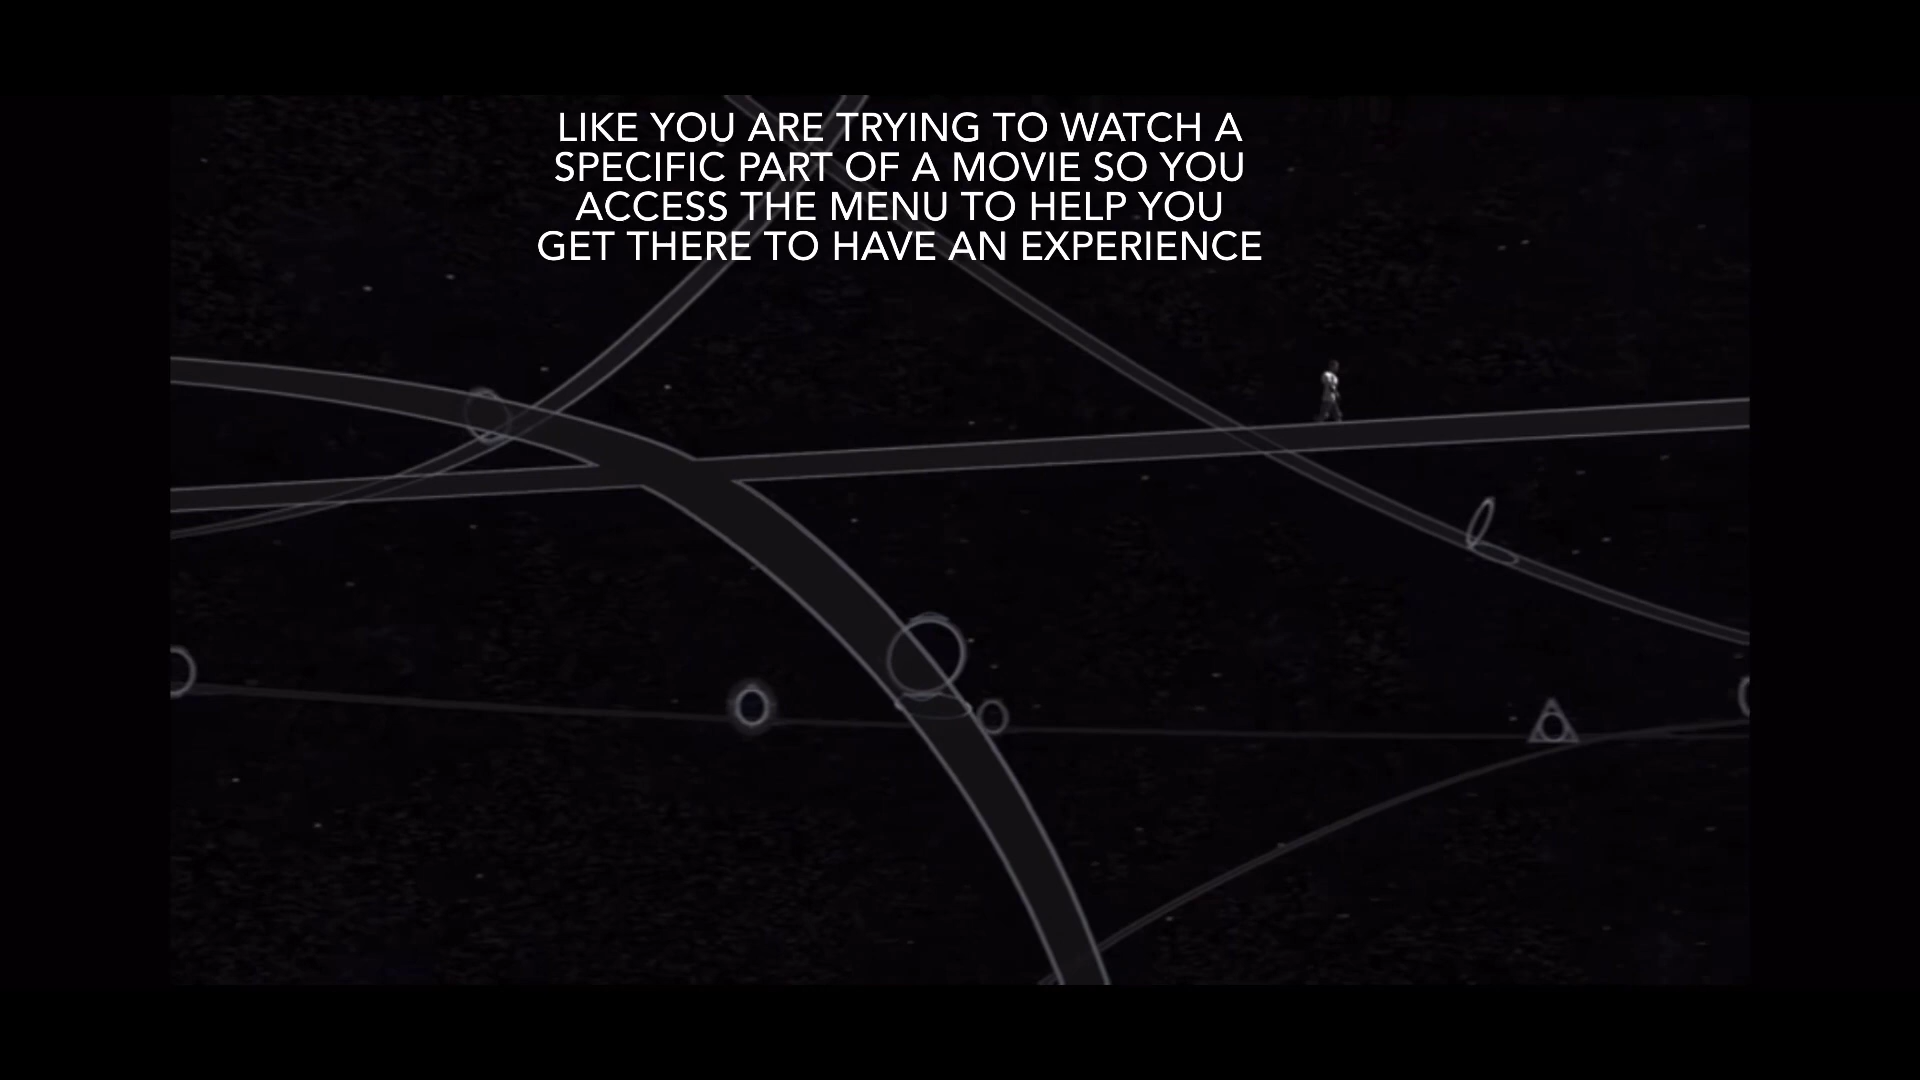 LIKE YOU ARE TRYING TO WATCH A
SPECIFIC PART OF A MOVIE SO YOU
ACCESS THE MENU TO HELP YOU
GET THERE TO HAVE AN EXPERIENCE